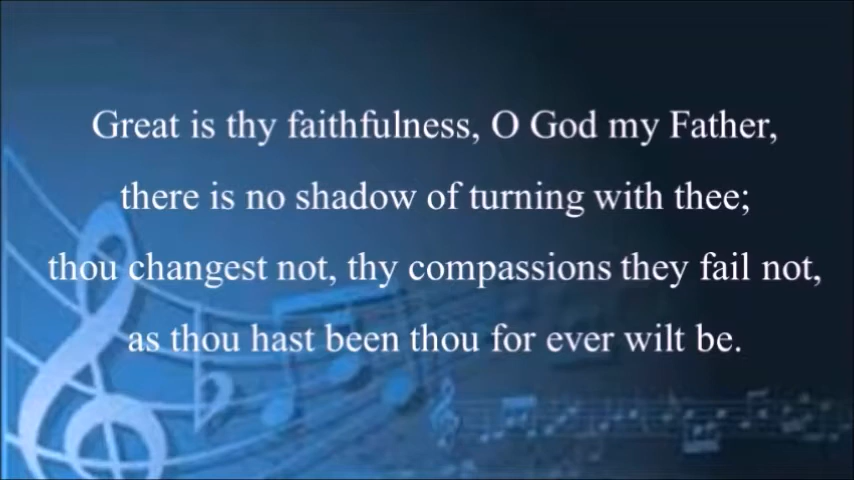 Great is thy faithfulness, O God my Father,
there is no shadow of turning with thee;
thou changest not, thy compassions they fail not,
as thou hast been thou for ever wilt be.